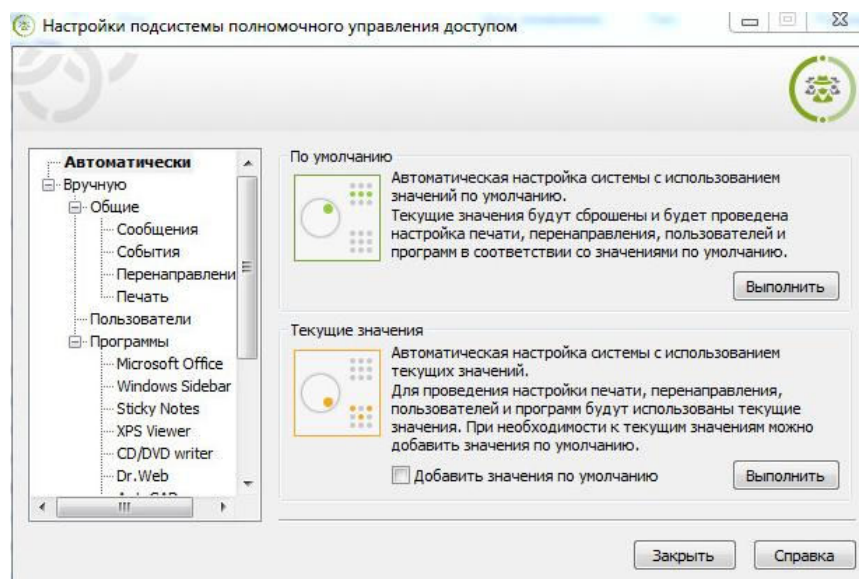 Настройки подсистемы полномочного управления доступом
Автоматически
Вручную
Общие
Сообщения
События
Перенаправлени
Печать
Пользователи
Программы
Microsoft Office
Windows Sidebar
Sticky Notes
XPS Viewer
CD/DVD writer
Dr.Web
По умолчанию
Автоматическая настройка системы с использованием
значений по умолчанию.
Текущие значения будут сброшены и будет проведена
настройка печати, перенаправления, пользователей и
программ в соответствии со значениями по умолчанию.
Выполнить
Текущие значения
Автоматическая настройка системы с использованием
текущих значений.
Для проведения настройки печати, перенаправления,
пользователей и программ будут использованы текущие
значения. При необходимости к текущим значениям можно
добавить значения по умолчанию.
Добавить значения по умолчанию
Выполнить
Закрыть
Справка